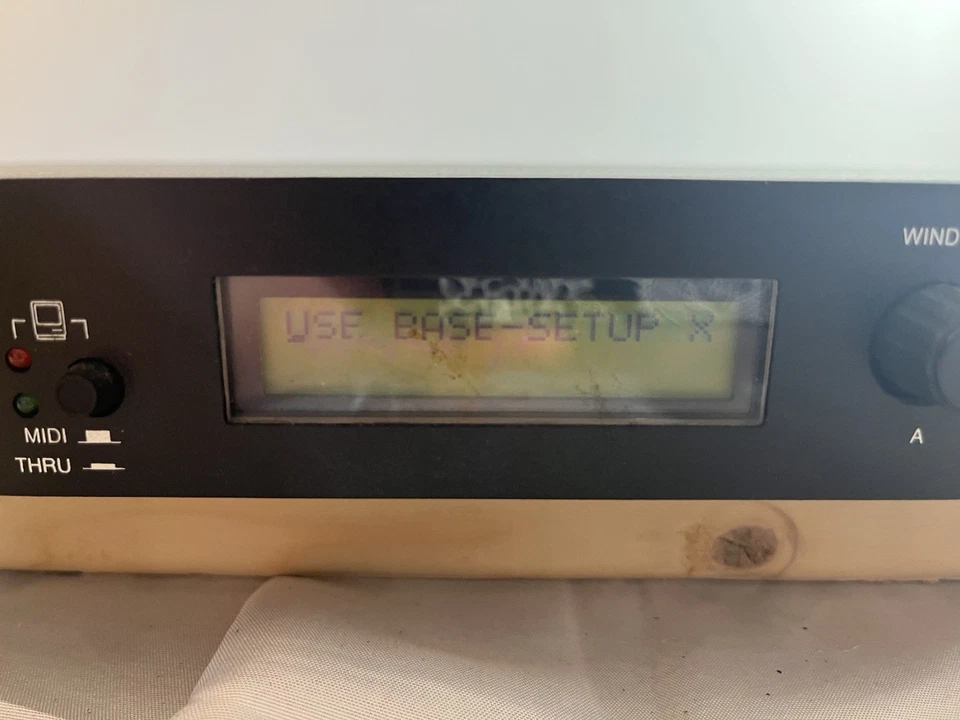 WIND
USE BASE-SETUP X
MIDI
THRU
A